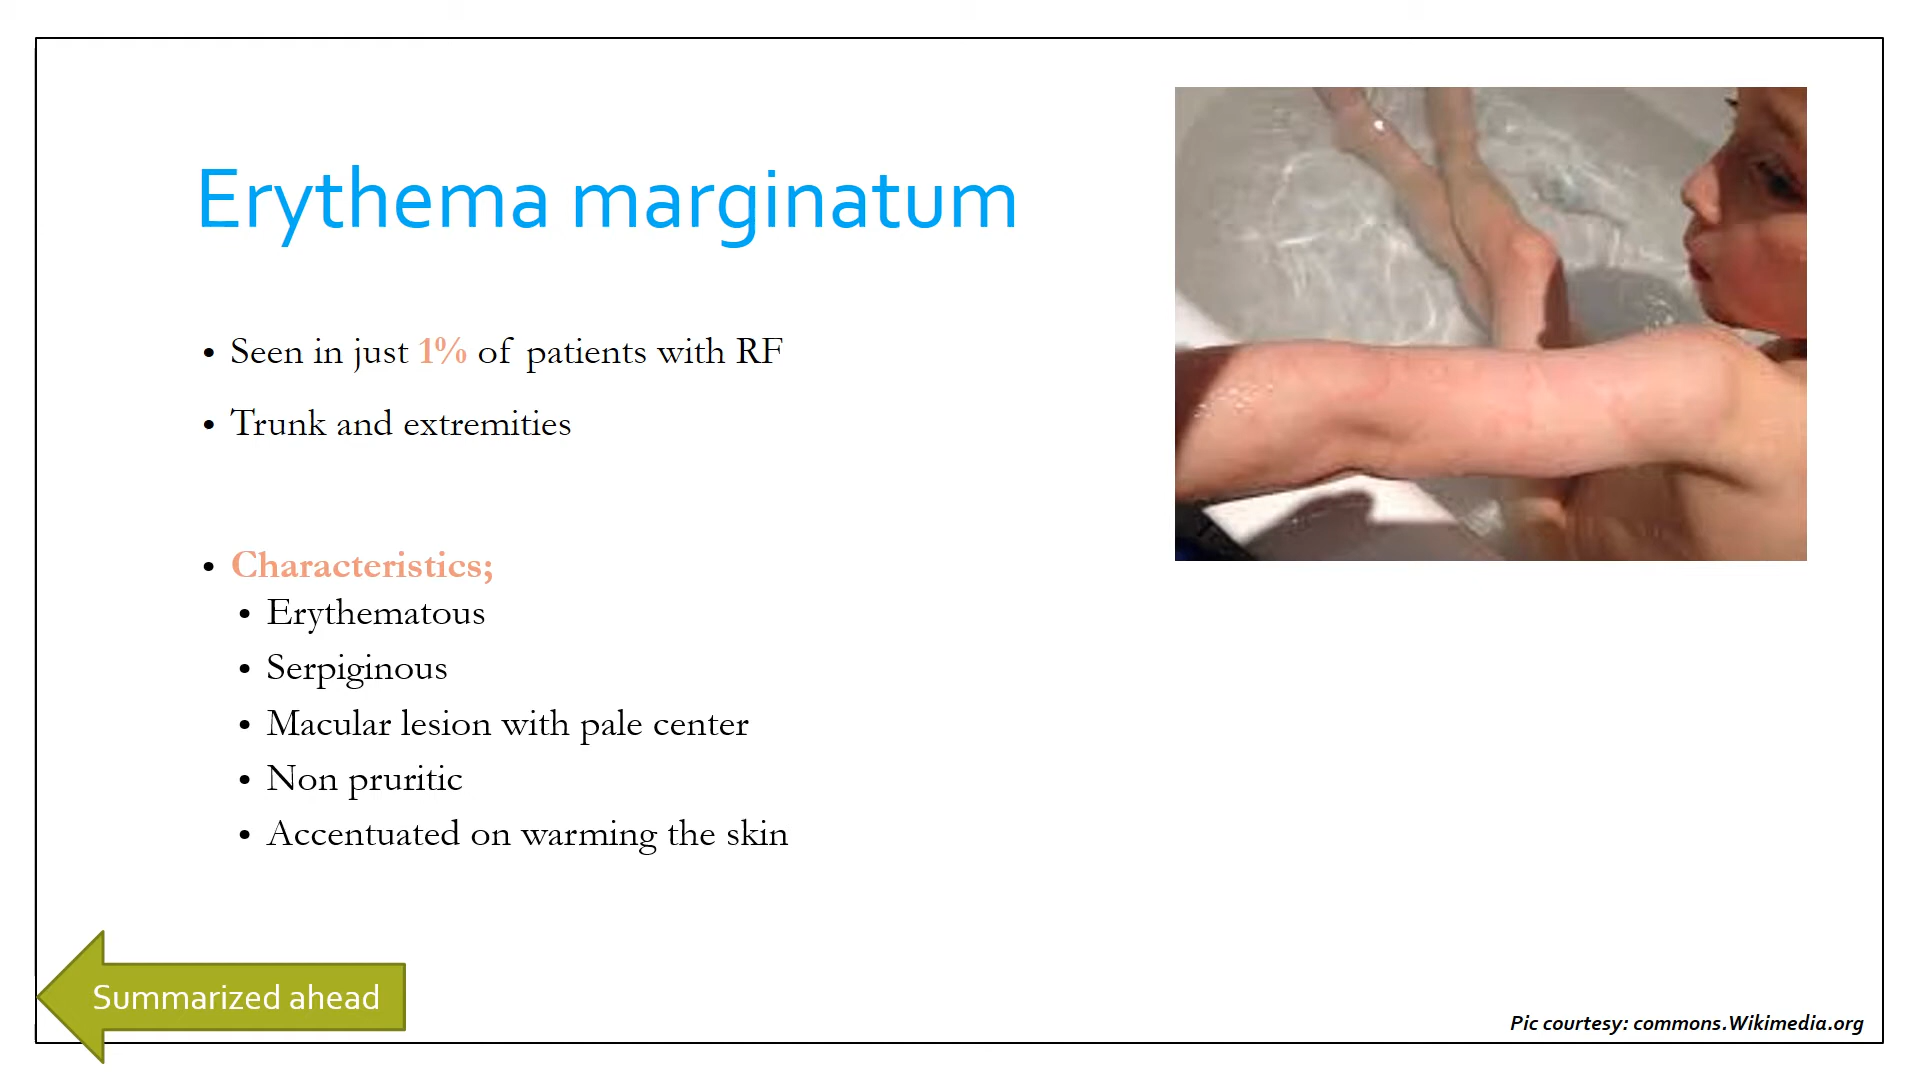 Erythema marginatum
• Seen in just 1% of patients with RF
• Trunk and extremities
• Characteristics;
• Erythematous
• Serpiginous
• Macular lesion with pale center
• Non pruritic
• Accentuated on warming the skin
Summarized ahead
Pic courtesy: commons.Wikimedia.org